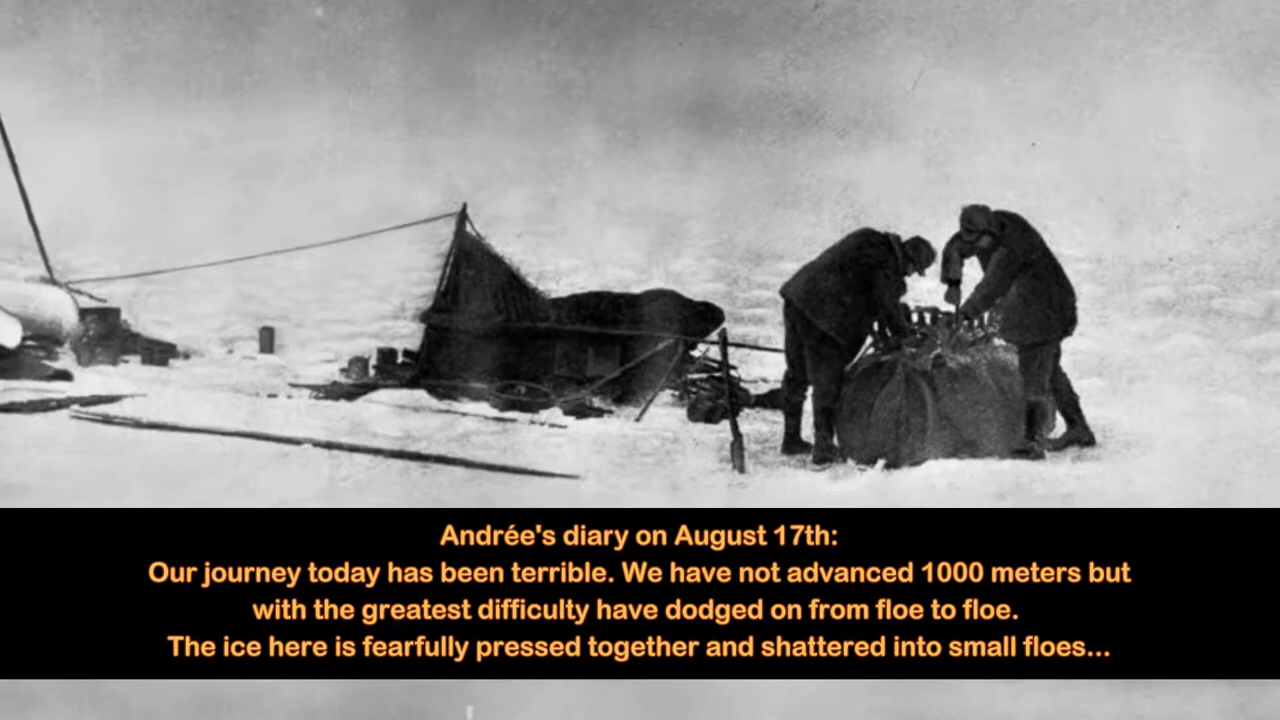 Andrée's diary on August 17th:
Our journey today has been terrible. We have not advanced 1000 meters but
with the greatest difficulty have dodged on from floe to floe.
The ice here is fearfully pressed together and shattered into small floes...